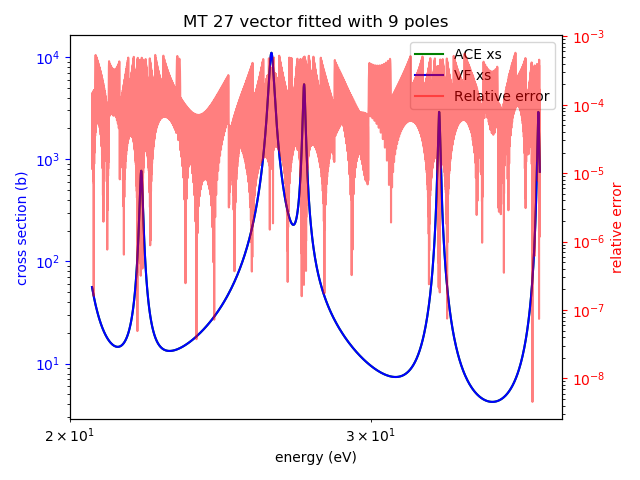 MT 27 vector fitted with 9 poles
ACE xs
VF xs
Relative error
cross section (b)
10⁴
10³
10²
10¹
10⁻³
10⁻⁴
10⁻⁵
10⁻⁶
10⁻⁷
10⁻⁸
relative error
2 × 10¹
3 × 10¹
energy (eV)